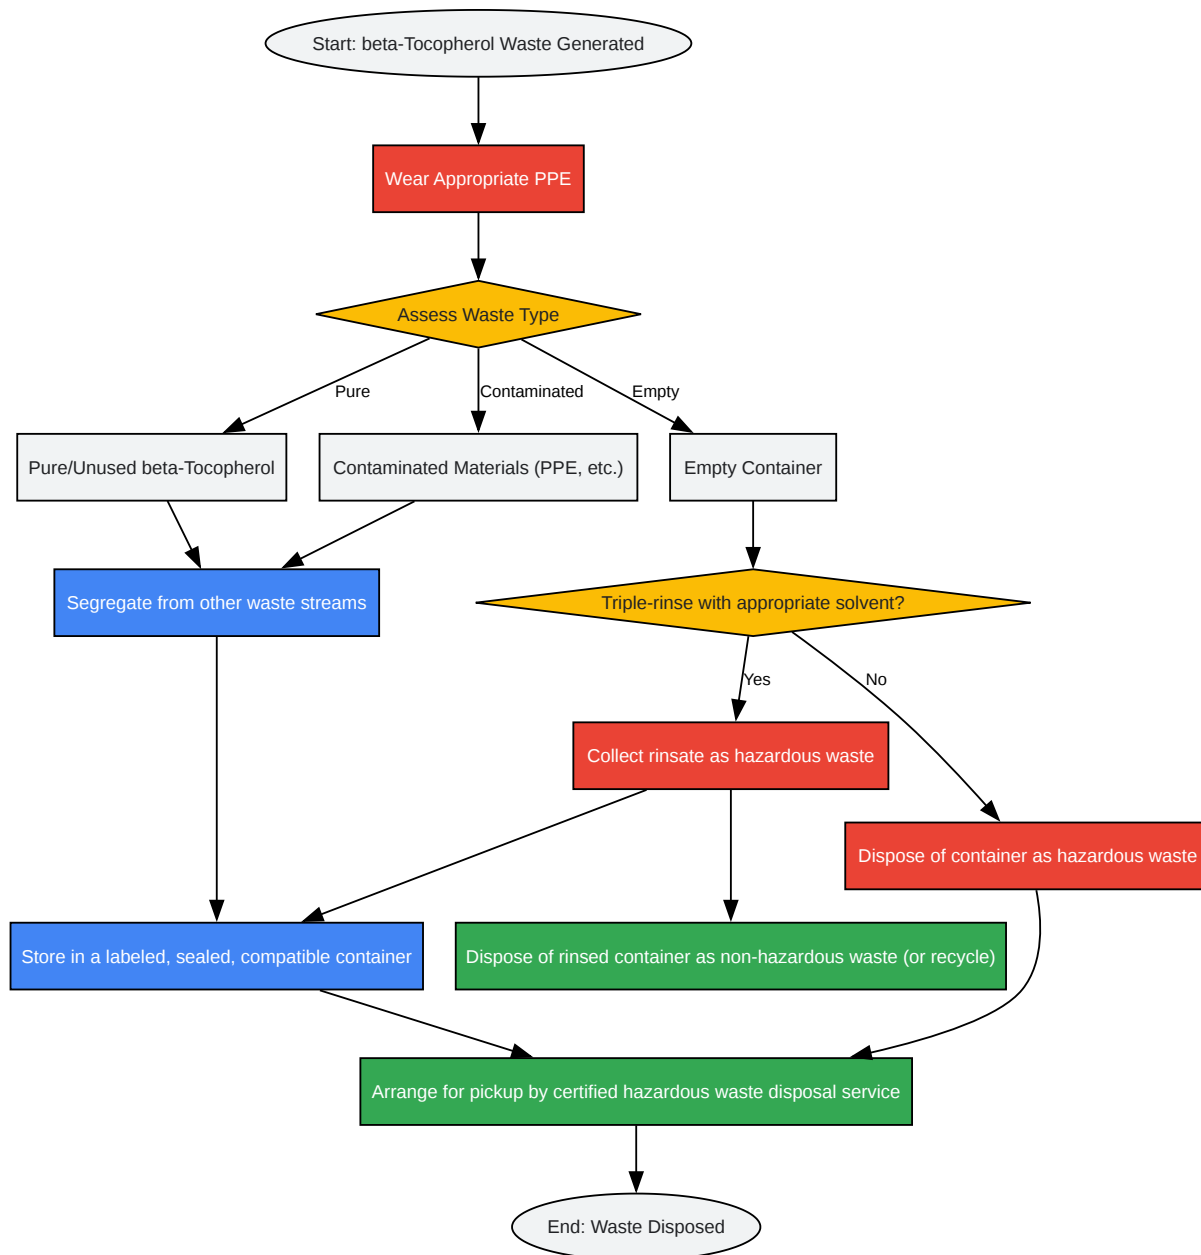 Start: beta-Tocopherol Waste Generated
Wear Appropriate PPE
Assess Waste Type
Pure
Contaminated
Empty
Pure/Unused beta-Tocopherol
Contaminated Materials (PPE, etc.)
Empty Container
Segregate from other waste streams
Triple-rinse with appropriate solvent?
Yes
No
Collect rinsate as hazardous waste
Dispose of container as hazardous waste
Store in a labeled, sealed, compatible container
Dispose of rinsed container as non-hazardous waste (or recycle)
Arrange for pickup by certified hazardous waste disposal service
End: Waste Disposed